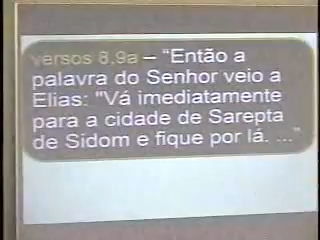 versos 8,9a – “Então a
palavra do Senhor veio a
Elias: "Vá imediatamente
para a cidade de Sarepta
de Sidom e fique por lá. ...”